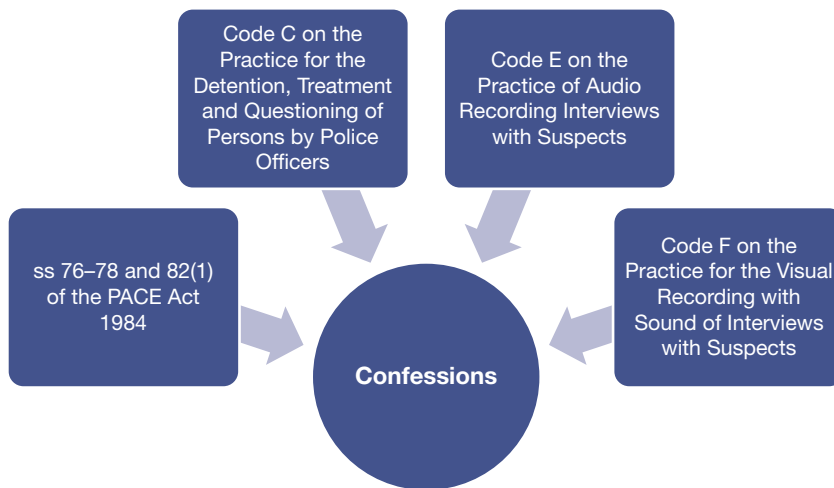 Code C on the
Practice for the
Detention, Treatment
and Questioning of
Persons by Police
Officers
Code E on the
Practice of Audio
Recording Interviews
with Suspects
ss 76–78 and 82(1)
of the PACE Act
1984
Code F on the
Practice for the Visual
Recording with
Sound of Interviews
with Suspects
Confessions